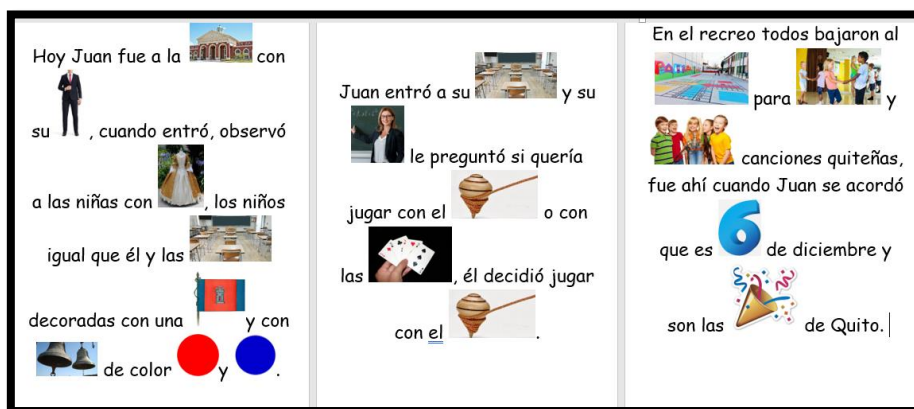 Hoy Juan fue a la con
su , cuando entró, observó
a las niñas con , los niños
igual que él y las
decoradas con una y con
de color y .
Juan entró a su y su
le preguntó si quería
jugar con el o con
las , él decidió jugar
con el .
En el recreo todos bajaron al
para y
canciones quiteñas,
fue ahí cuando Juan se acordó
que es 6 de diciembre y
son las de Quito.